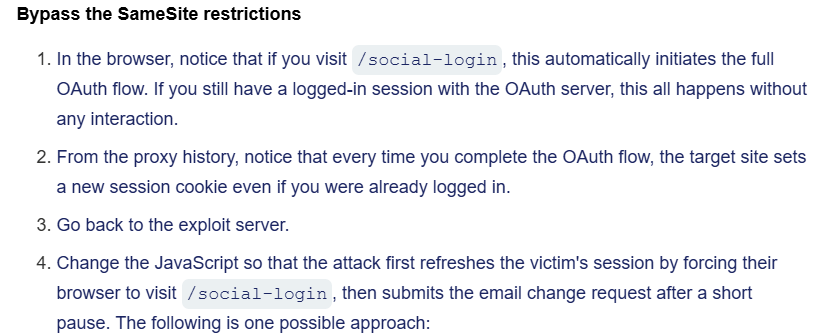 Bypass the SameSite restrictions
1. In the browser, notice that if you visit /social-login, this automatically initiates the full
OAuth flow. If you still have a logged-in session with the OAuth server, this all happens without
any interaction.
2. From the proxy history, notice that every time you complete the OAuth flow, the target site sets
a new session cookie even if you were already logged in.
3. Go back to the exploit server.
4. Change the JavaScript so that the attack first refreshes the victim's session by forcing their
browser to visit /social-login, then submits the email change request after a short
pause. The following is one possible approach: